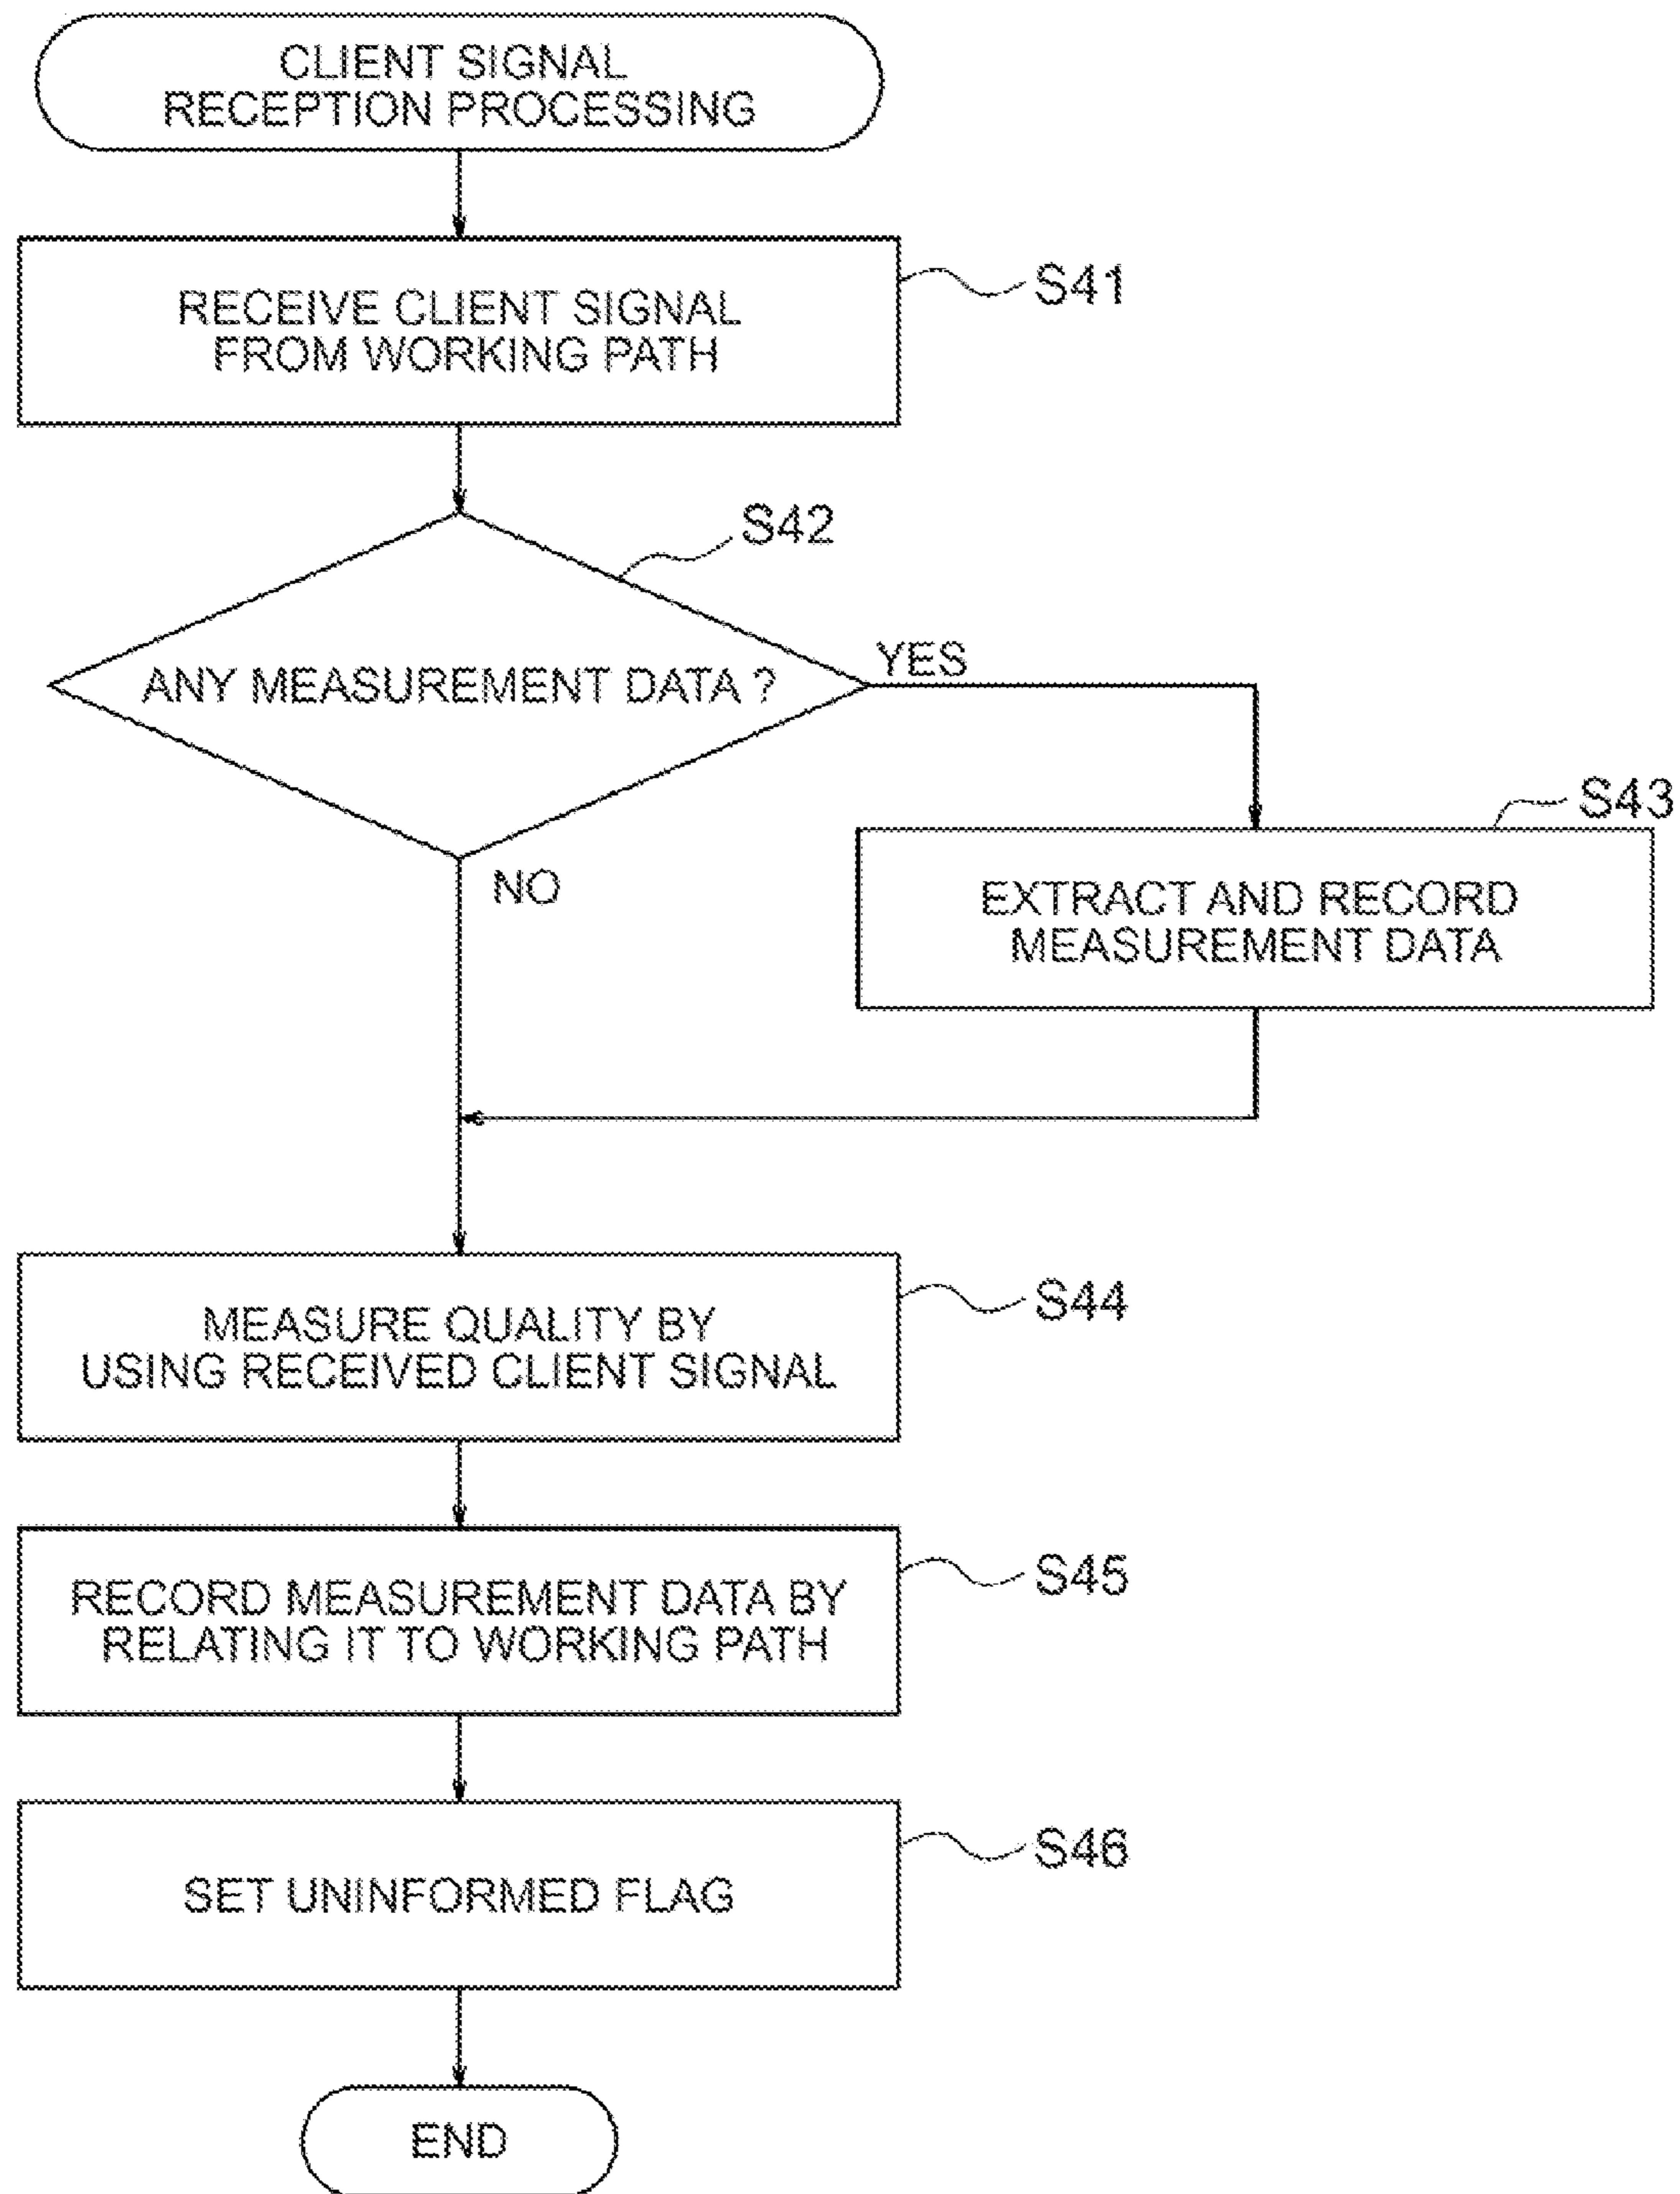 CLIENT SIGNAL
RECEPTION PROCESSING
RECEIVE CLIENT SIGNAL
FROM WORKING PATH
S41
S42
ANY MEASUREMENT DATA ?
YES
NO
S43
EXTRACT AND RECORD
MEASUREMENT DATA
MEASURE QUALITY BY
USING RECEIVED CLIENT SIGNAL
S44
RECORD MEASUREMENT DATA BY
RELATING IT TO WORKING PATH
S45
SET UNINFORMED FLAG
S46
END